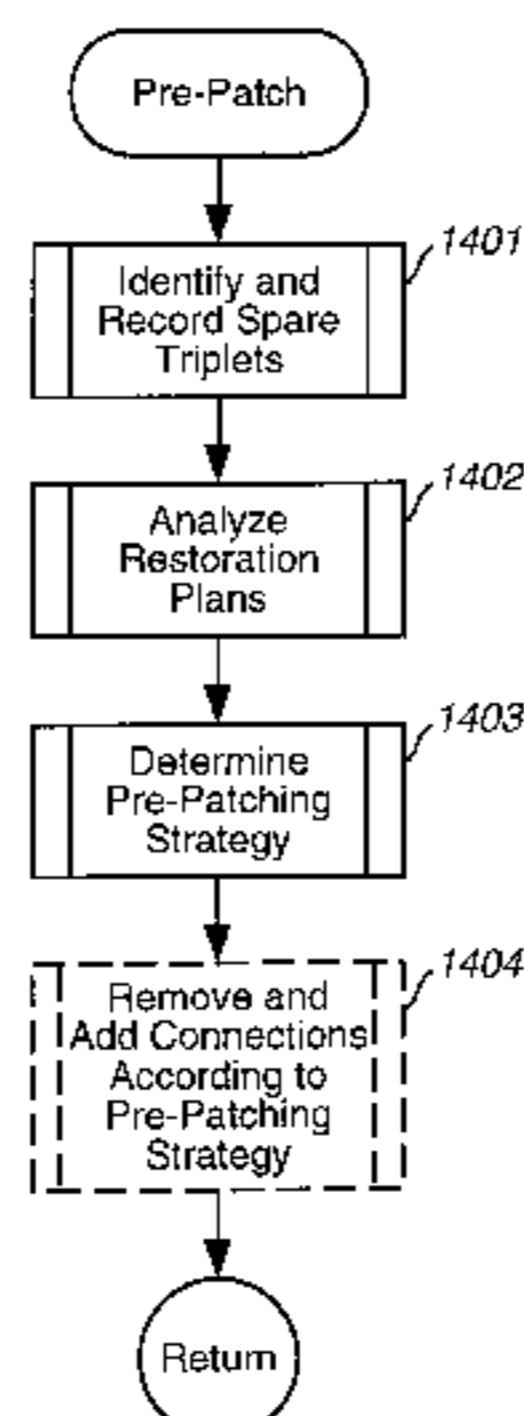 Pre-Patch
1401
Identify and
Record Spare
Triplets
1402
Analyze
Restoration
Plans
1403
Determine
Pre-Patching
Strategy
1404
Remove and
Add Connections
According to
Pre-Patching
Strategy
Return